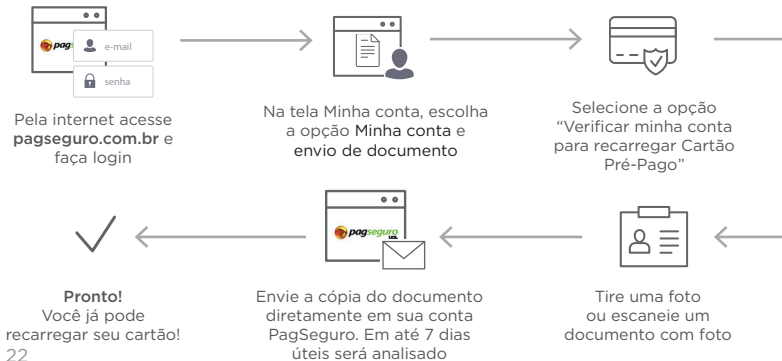 pags
e-mail
senha
Pela internet acesse
pagseguro.com.br e
faça login
Na tela Minha conta, escolha
a opção Minha conta e
envio de documento
Selecione a opção
“Verificar minha conta
para recarregar Cartão
Pré-Pago”
Pronto!
Você já pode
recarregar seu cartão!
pagseguro
UOL
Envie a cópia do documento
diretamente em sua conta
PagSeguro. Em até 7 dias
úteis será analisado
Tire uma foto
ou escaneie um
documento com foto
22